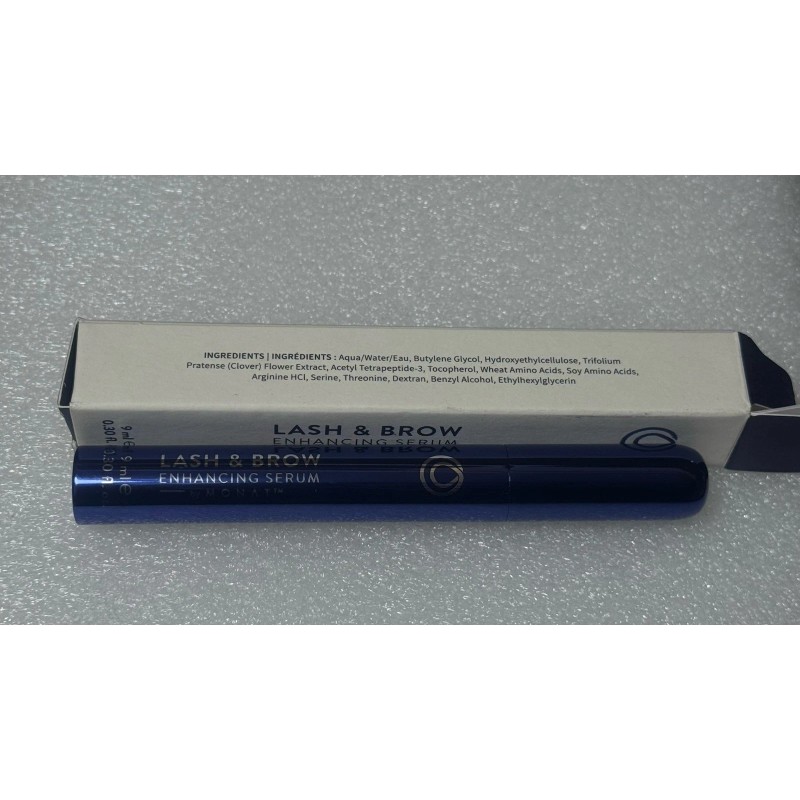 INGREDIENTS | INGRÉDIENTS : Aqua/Water/Eau, Butylene Glycol, Hydroxyethylcellulose, Trifolium
Pratense (Clover) Flower Extract, Acetyl Tetrapeptide-3, Tocopherol, Wheat Amino Acids, Soy Amino Acids,
Arginine HCl, Serine, Threonine, Dextran, Benzyl Alcohol, Ethylhexylglycerin
LASH & BROW
ENHANCING SERUM
LASH & BROW
ENHANCING SERUM
9 ml